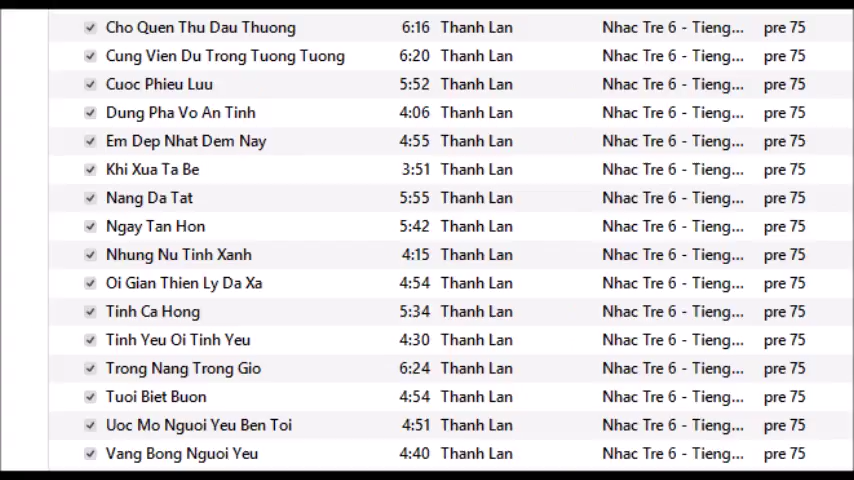 Cho Quen Thu Dau Thuong 6:16 Thanh Lan Nhac Tre 6 - Tieng... pre 75
Cung Vien Du Trong Tuong Tuong 6:20 Thanh Lan Nhac Tre 6 - Tieng... pre 75
Cuoc Phieu Luu 5:52 Thanh Lan Nhac Tre 6 - Tieng... pre 75
Dung Pha Vo An Tinh 4:06 Thanh Lan Nhac Tre 6 - Tieng... pre 75
Em Dep Nhat Dem Nay 4:55 Thanh Lan Nhac Tre 6 - Tieng... pre 75
Khi Xua Ta Be 3:51 Thanh Lan Nhac Tre 6 - Tieng... pre 75
Nang Da Tat 5:55 Thanh Lan Nhac Tre 6 - Tieng... pre 75
Ngay Tan Hon 5:42 Thanh Lan Nhac Tre 6 - Tieng... pre 75
Nhung Nu Tinh Xanh 4:15 Thanh Lan Nhac Tre 6 - Tieng... pre 75
Oi Gian Thien Ly Da Xa 4:54 Thanh Lan Nhac Tre 6 - Tieng... pre 75
Tinh Ca Hong 5:34 Thanh Lan Nhac Tre 6 - Tieng... pre 75
Tinh Yeu Oi Tinh Yeu 4:30 Thanh Lan Nhac Tre 6 - Tieng... pre 75
Trong Nang Trong Gio 6:24 Thanh Lan Nhac Tre 6 - Tieng... pre 75
Tuoi Biet Buon 4:54 Thanh Lan Nhac Tre 6 - Tieng... pre 75
Uoc Mo Nguoi Yeu Ben Toi 4:51 Thanh Lan Nhac Tre 6 - Tieng... pre 75
Vang Bong Nguoi Yeu 4:40 Thanh Lan Nhac Tre 6 - Tieng... pre 75